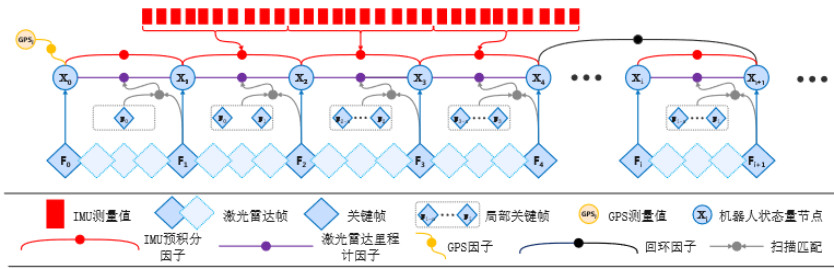 GPSi
X0 X1 X2 X3 X4 ••• Xi Xi+1 •••
F0 F1 F2 F3 F4 Fi Fi+1
IMU测量值 激光雷达帧 关键帧 局部关键帧 GPSi GPS测量值 Xi 机器人状态量节点
IMU预积分因子 激光雷达里程计因子 GPS因子 回环因子 扫描匹配